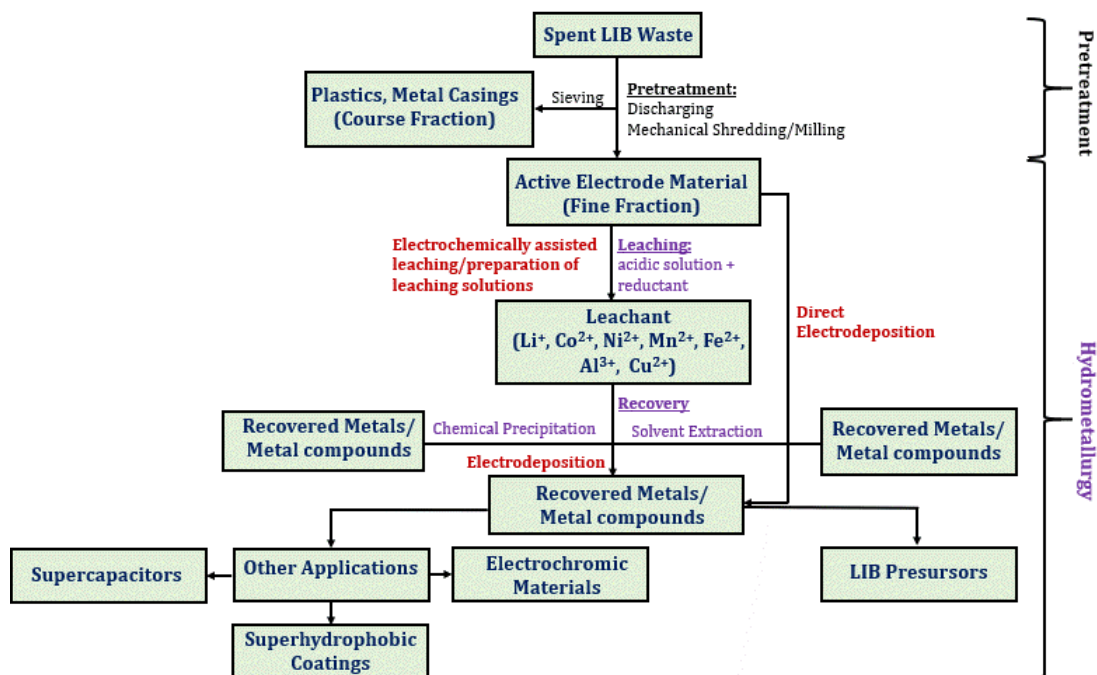 Spent LIB Waste
Plastics, Metal Casings
(Course Fraction)
Sieving
Pretreatment:
Discharging
Mechanical Shredding/Milling
Pretreatment
Active Electrode Material
(Fine Fraction)
Electrochemically assisted
leaching/preparation of
leaching solutions
Leaching:
acidic solution +
reductant
Direct
Electrodeposition
Leachant
(Li⁺, Co²⁺, Ni²⁺, Mn²⁺, Fe²⁺,
Al³⁺, Cu²⁺)
Hydrometallurgy
Recovery
Recovered Metals/
Metal compounds
Chemical Precipitation
Solvent Extraction
Recovered Metals/
Metal compounds
Electrodeposition
Recovered Metals/
Metal compounds
Supercapacitors
Other Applications
Electrochromic
Materials
LIB Presursors
Superhydrophobic
Coatings